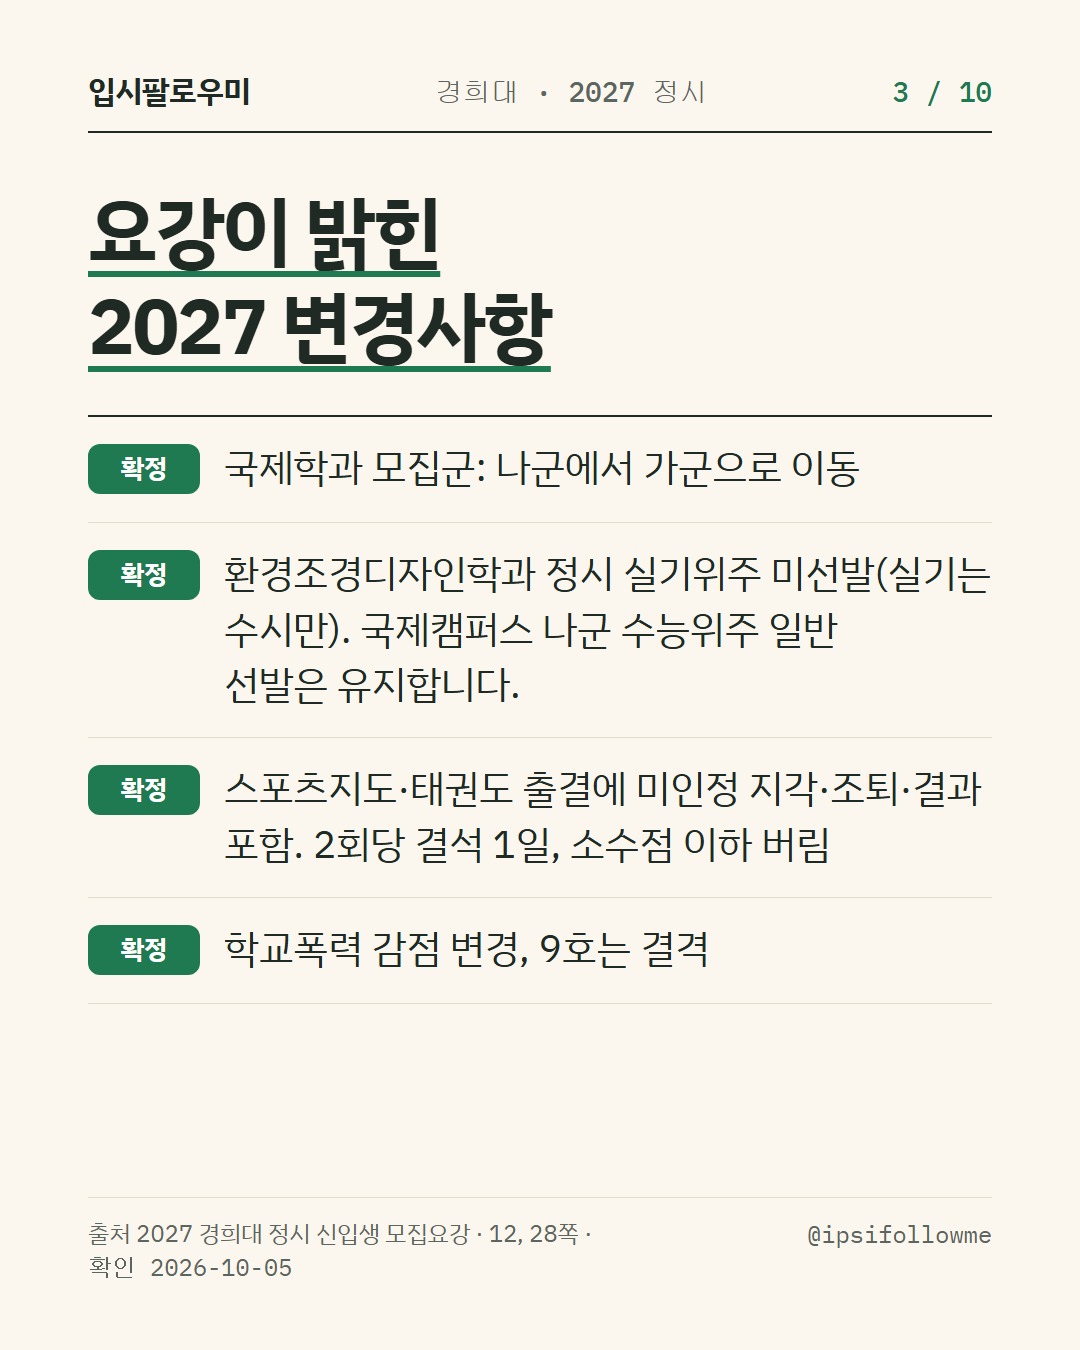 입시팔로우미
경희대 · 2027 정시
3 / 10
요강이 밝힌
2027 변경사항
확정
국제학과 모집군: 나군에서 가군으로 이동
확정
환경조경디자인학과 정시 실기위주 미선발(실기는
수시만). 국제캠퍼스 나군 수능위주 일반
선발은 유지합니다.
확정
스포츠지도·태권도 출결에 미인정 지각·조퇴·결과
포함. 2회당 결석 1일, 소수점 이하 버림
확정
학교폭력 감점 변경, 9호는 결격
출처 2027 경희대 정시 신입생 모집요강 · 12, 28쪽 ·
확인 2026-10-05
@ipsifollowme